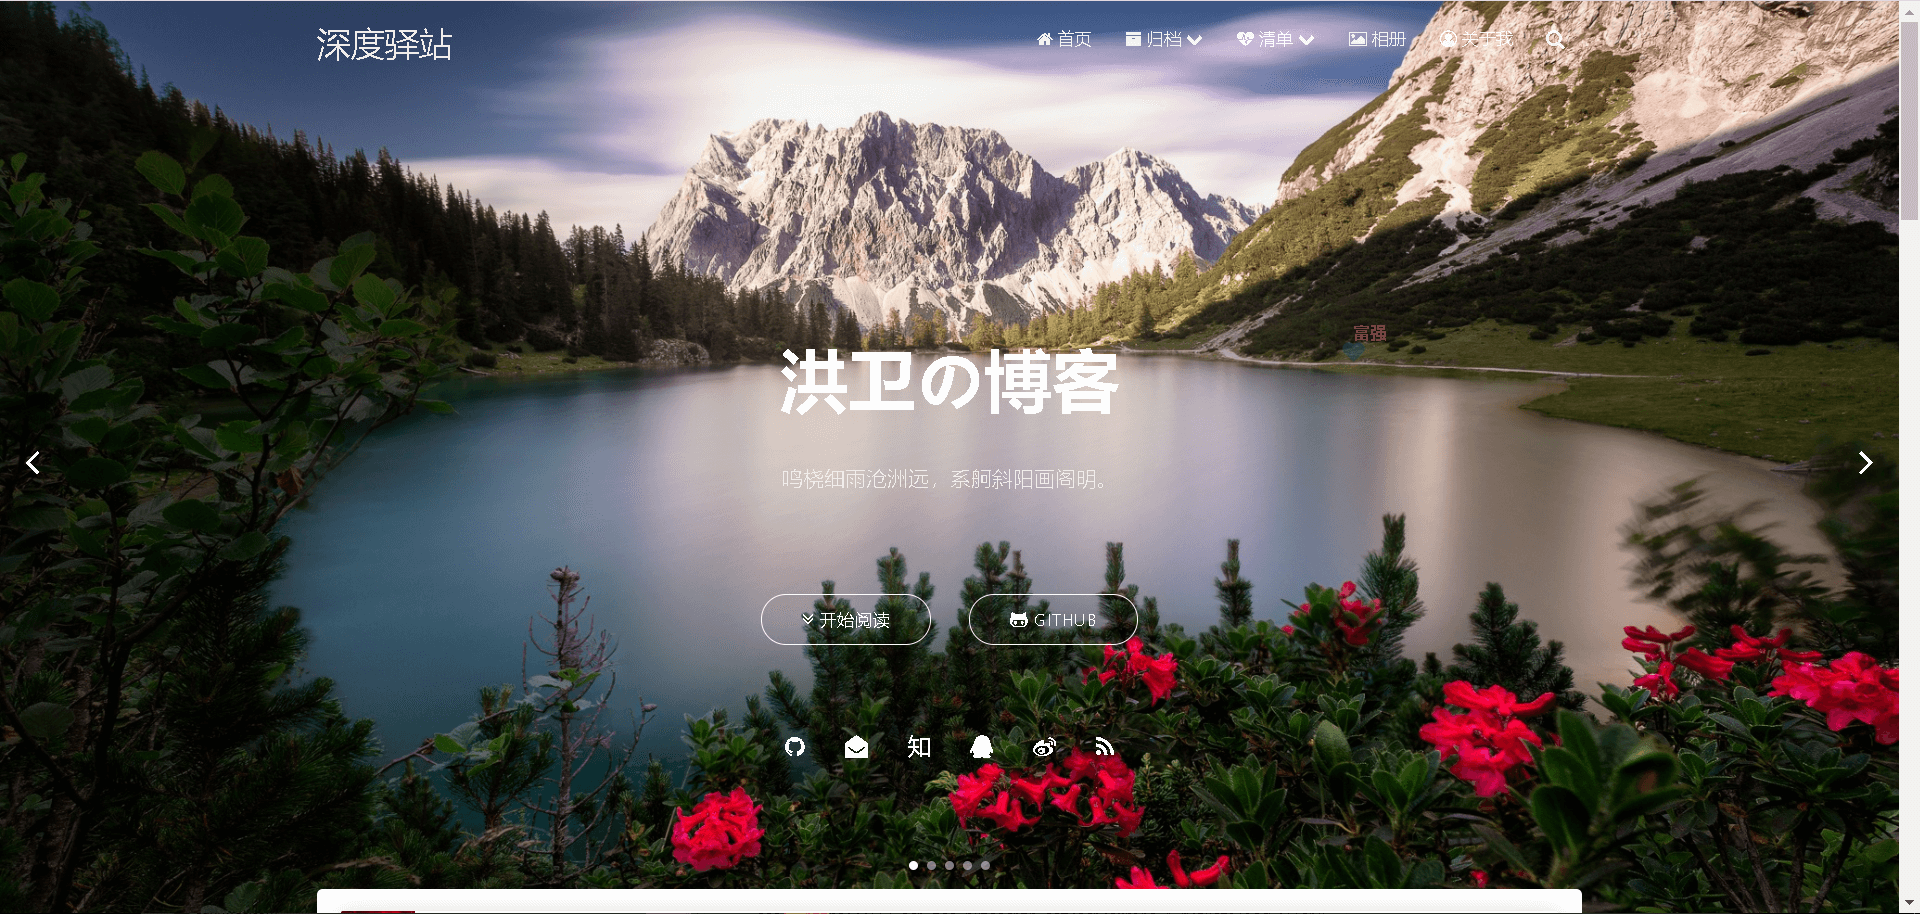 深度驿站
首页 归档 清单 相册 关于我
富强
洪卫の博客
鸣桡细雨沧洲远，系舸斜阳画阁明。
开始阅读 GITHUB
知